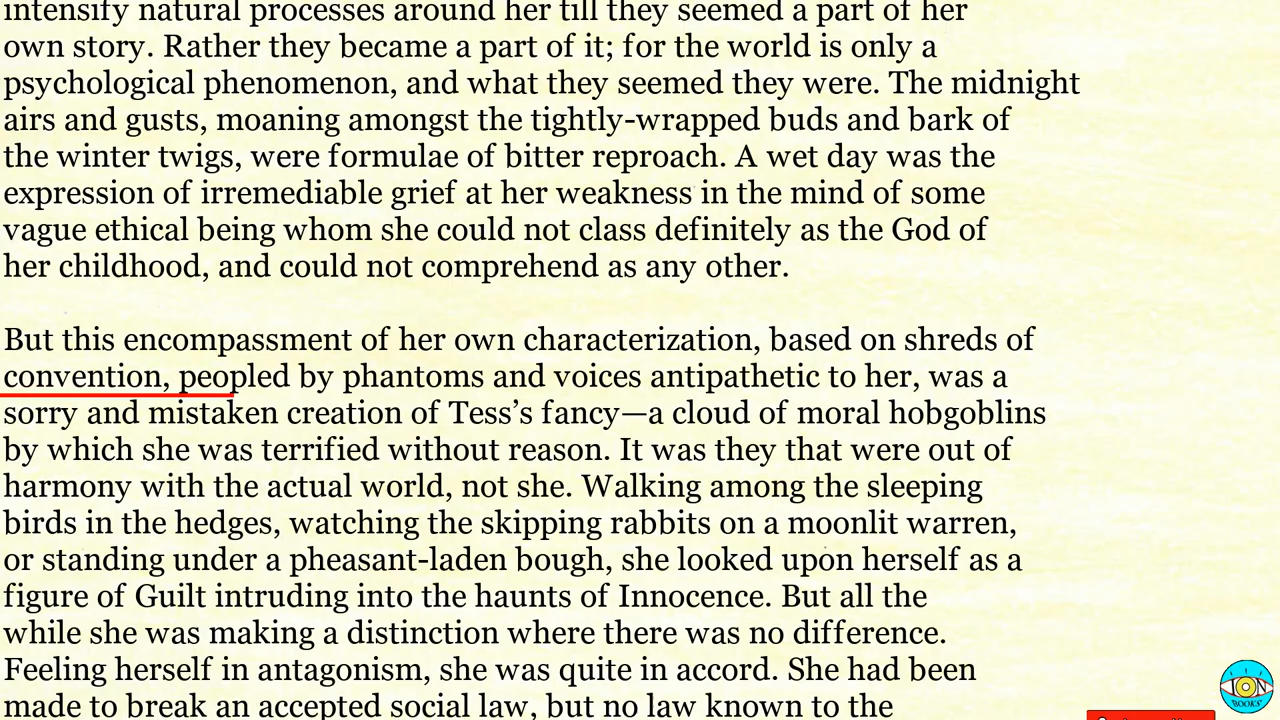 intensify natural processes around her till they seemed a part of her
own story. Rather they became a part of it; for the world is only a
psychological phenomenon, and what they seemed they were. The midnight
airs and gusts, moaning amongst the tightly-wrapped buds and bark of
the winter twigs, were formulae of bitter reproach. A wet day was the
expression of irremediable grief at her weakness in the mind of some
vague ethical being whom she could not class definitely as the God of
her childhood, and could not comprehend as any other.
But this encompassment of her own characterization, based on shreds of
convention, peopled by phantoms and voices antipathetic to her, was a
sorry and mistaken creation of Tess’s fancy—a cloud of moral hobgoblins
by which she was terrified without reason. It was they that were out of
harmony with the actual world, not she. Walking among the sleeping
birds in the hedges, watching the skipping rabbits on a moonlit warren,
or standing under a pheasant-laden bough, she looked upon herself as a
figure of Guilt intruding into the haunts of Innocence. But all the
while she was making a distinction where there was no difference.
Feeling herself in antagonism, she was quite in accord. She had been
made to break an accepted social law, but no law known to the
ION
BOOKS